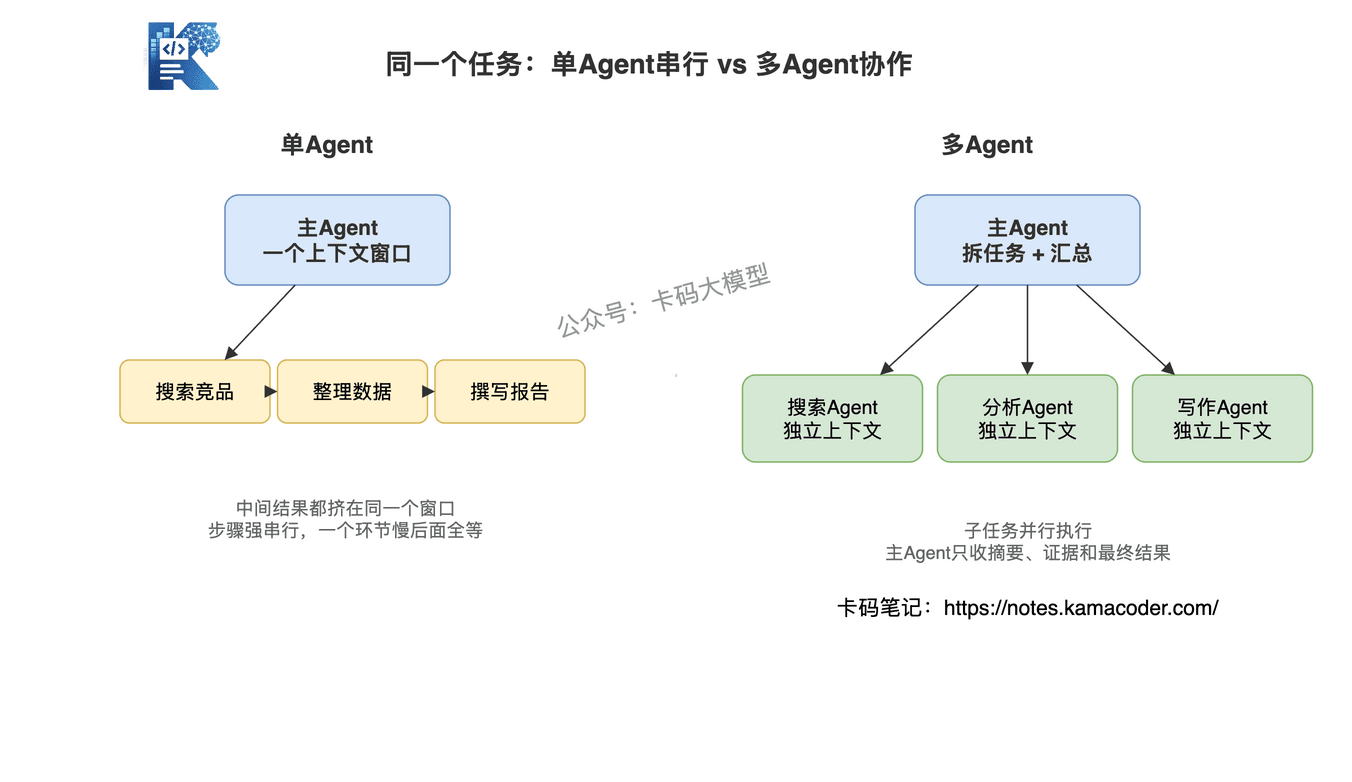 </>
同一个任务：单Agent串行 vs 多Agent协作
单Agent
主Agent
一个上下文窗口
搜索竞品
整理数据
撰写报告
中间结果都挤在同一个窗口
步骤强串行，一个环节慢后面全等
公众号：卡码大模型
多Agent
主Agent
拆任务 + 汇总
搜索Agent
独立上下文
分析Agent
独立上下文
写作Agent
独立上下文
子任务并行执行
主Agent只收摘要、证据和最终结果
卡码笔记：https://notes.kamacoder.com/